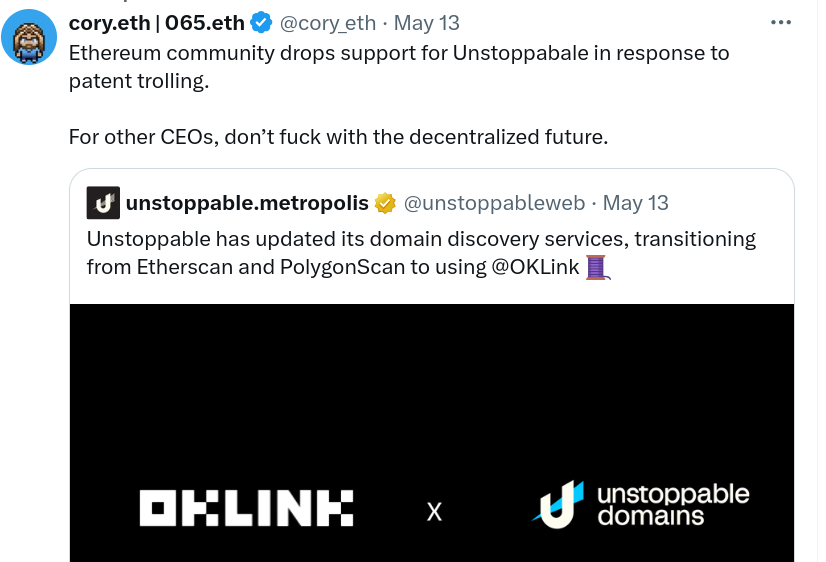 cory.eth | 065.eth @cory_eth · May 13
Ethereum community drops support for Unstoppabale in response to
patent trolling.
For other CEOs, don’t fuck with the decentralized future.
unstoppable.metropolis @unstoppableweb · May 13
Unstoppable has updated its domain discovery services, transitioning
from Etherscan and PolygonScan to using @OKLink 🧵
OKLINK X unstoppable
domains